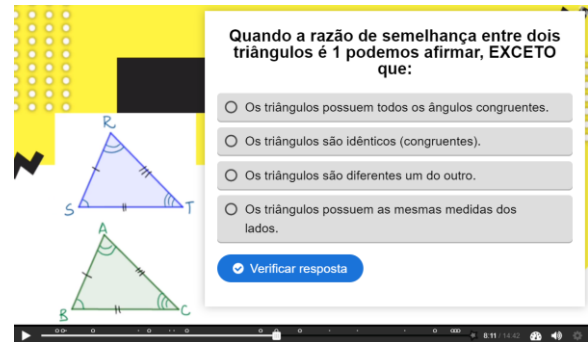 Quando a razão de semelhança entre dois
triângulos é 1 podemos afirmar, EXCETO
que:
Os triângulos possuem todos os ângulos congruentes.
Os triângulos são idênticos (congruentes).
Os triângulos são diferentes um do outro.
Os triângulos possuem as mesmas medidas dos
lados.
Verificar resposta
R
S
T
A
B
C
8:11 / 14:42